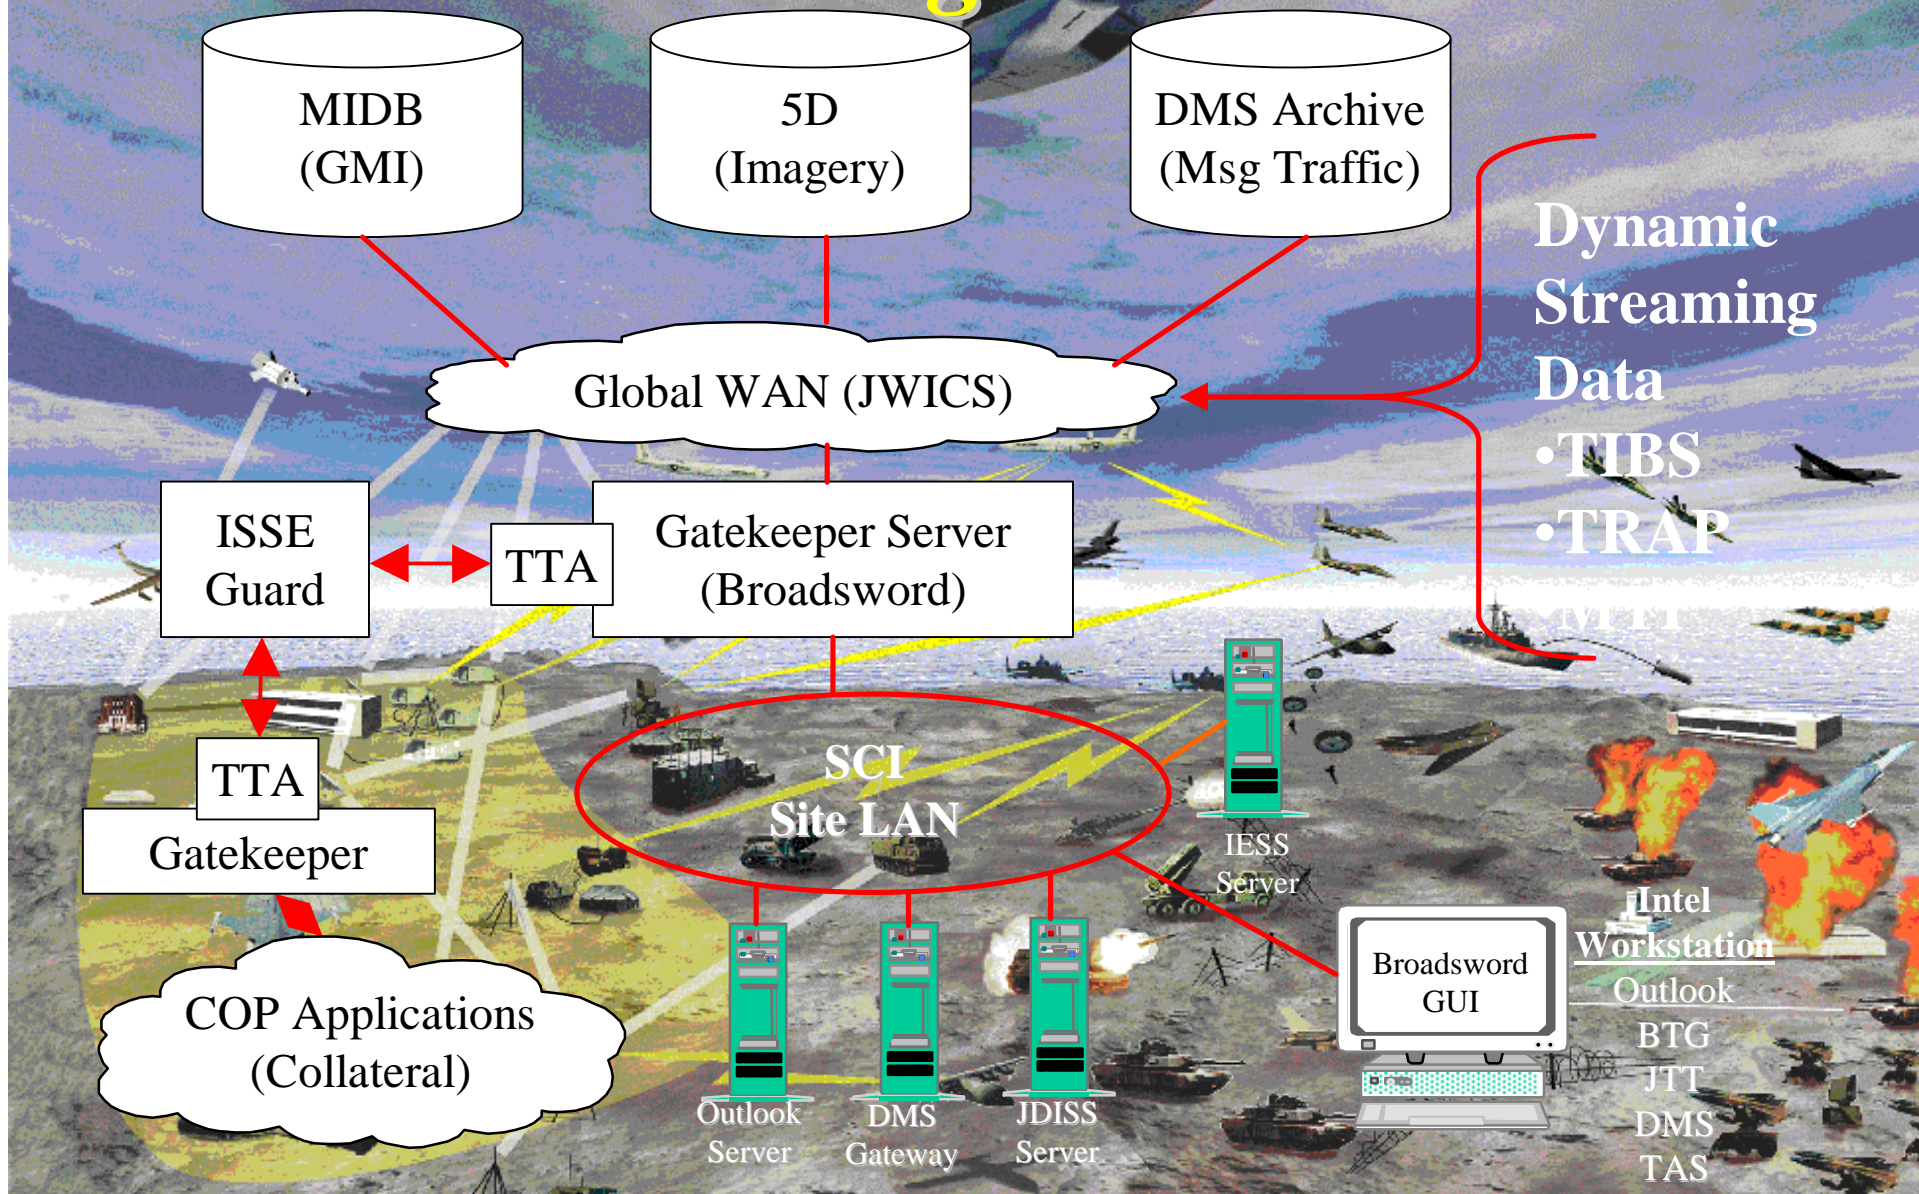 g
MIDB
(GMI)
5D
(Imagery)
DMS Archive
(Msg Traffic)
Dynamic
Streaming
Data
•TIBS
•TRAP
•MTI
Global WAN (JWICS)
ISSE
Guard
TTA
Gatekeeper Server
(Broadsword)
TTA
Gatekeeper
SCI
Site LAN
IESS
Server
COP Applications
(Collateral)
Outlook
Server
DMS
Gateway
JDISS
Server
Broadsword
GUI
Intel
Workstation
Outlook
BTG
JTT
DMS
TAS